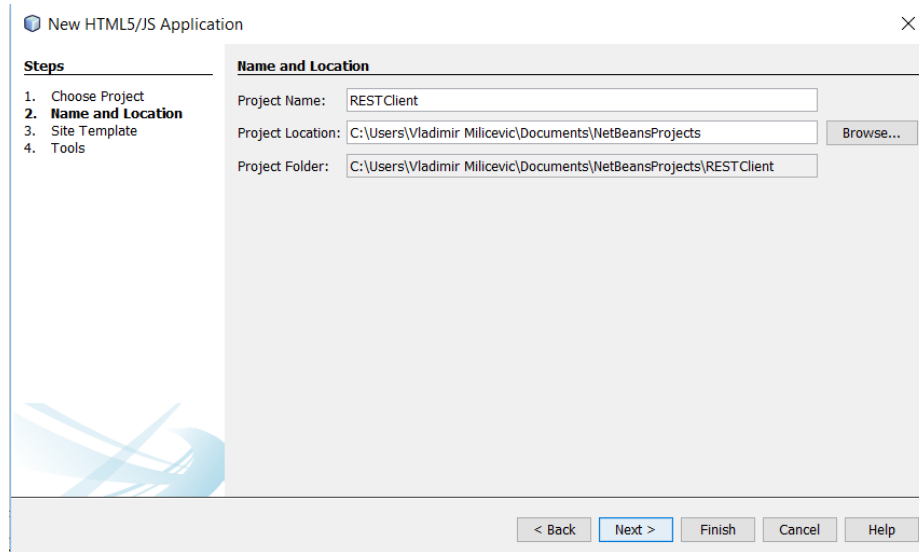 New HTML5/JS Application
Steps
1. Choose Project
2. Name and Location
3. Site Template
4. Tools
Name and Location
Project Name: RESTClient
Project Location: C:\Users\Vladimir Milicevic\Documents\NetBeansProjects Browse...
Project Folder: C:\Users\Vladimir Milicevic\Documents\NetBeansProjects\RESTClient
< Back Next > Finish Cancel Help